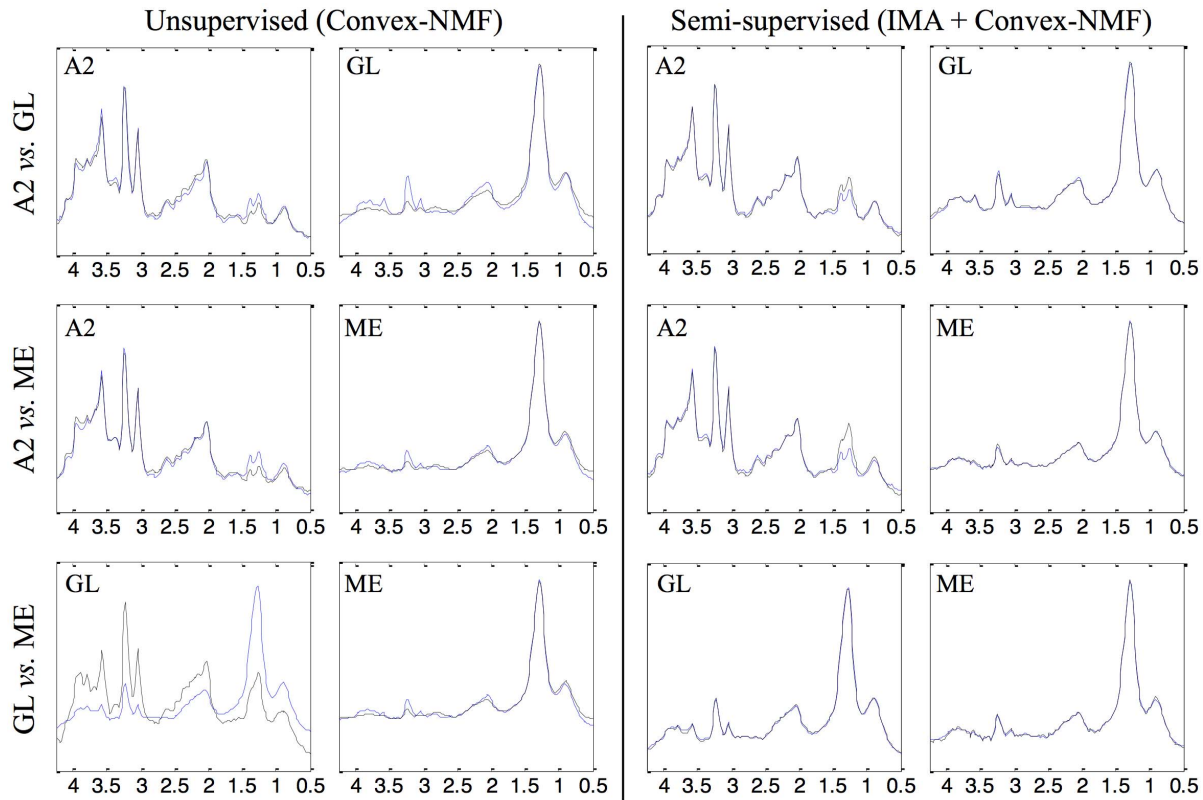 Unsupervised (Convex-NMF) Semi-supervised (IMA + Convex-NMF)
A2 vs. GL
A2 GL A2 GL
4 3.5 3 2.5 2 1.5 1 0.5 4 3.5 3 2.5 2 1.5 1 0.5 4 3.5 3 2.5 2 1.5 1 0.5 4 3.5 3 2.5 2 1.5 1 0.5
A2 vs. ME
A2 ME A2 ME
4 3.5 3 2.5 2 1.5 1 0.5 4 3.5 3 2.5 2 1.5 1 0.5 4 3.5 3 2.5 2 1.5 1 0.5 4 3.5 3 2.5 2 1.5 1 0.5
GL vs. ME
GL ME GL ME
4 3.5 3 2.5 2 1.5 1 0.5 4 3.5 3 2.5 2 1.5 1 0.5 4 3.5 3 2.5 2 1.5 1 0.5 4 3.5 3 2.5 2 1.5 1 0.5